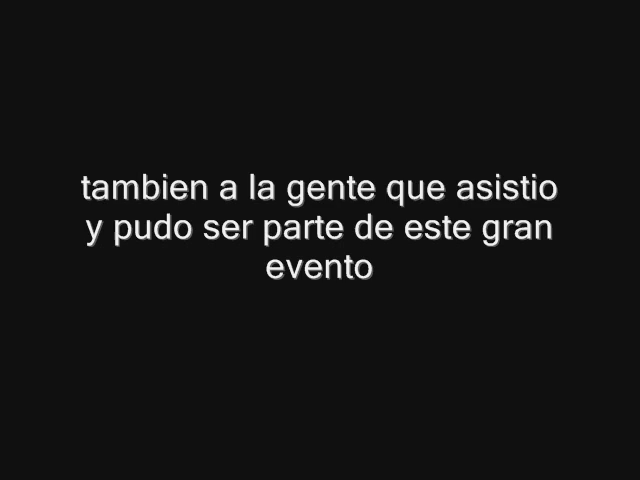 tambien a la gente que asistio
y pudo ser parte de este gran
evento